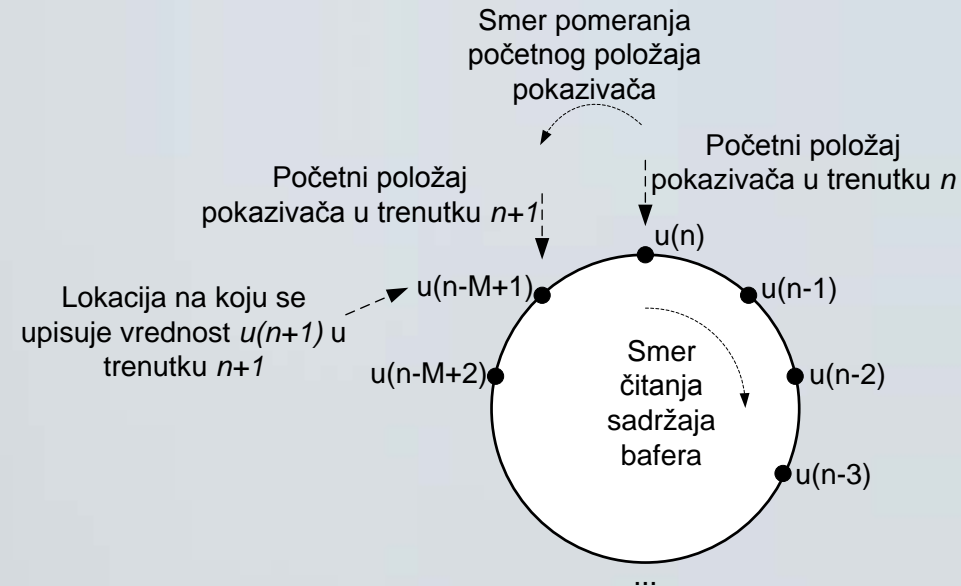 Smer pomeranja
početnog položaja
pokazivača
Početni položaj
pokazivača u trenutku n
Početni položaj
pokazivača u trenutku n+1
u(n)
u(n-M+1)
u(n-1)
Lokacija na koju se
upisuje vrednost u(n+1) u
trenutku n+1
u(n-M+2)
u(n-2)
Smer
čitanja
sadržaja
bafera
u(n-3)
...